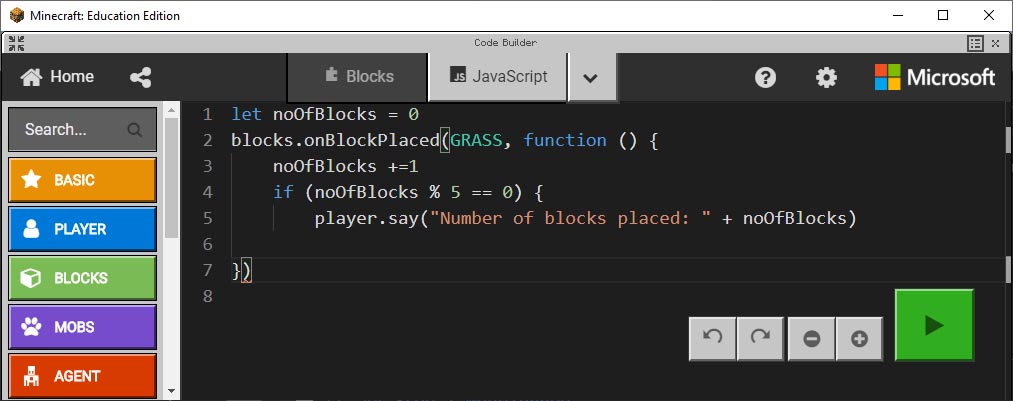 Minecraft: Education Edition
Code Builder
Home
Blocks
JS JavaScript
?
Microsoft
Search...
BASIC
PLAYER
BLOCKS
MOBS
AGENT
1 let noOfBlocks = 0
2 blocks.onBlockPlaced(GRASS, function () {
3     noOfBlocks +=1
4     if (noOfBlocks % 5 == 0) {
5         player.say("Number of blocks placed: " + noOfBlocks)
6
7 })
8